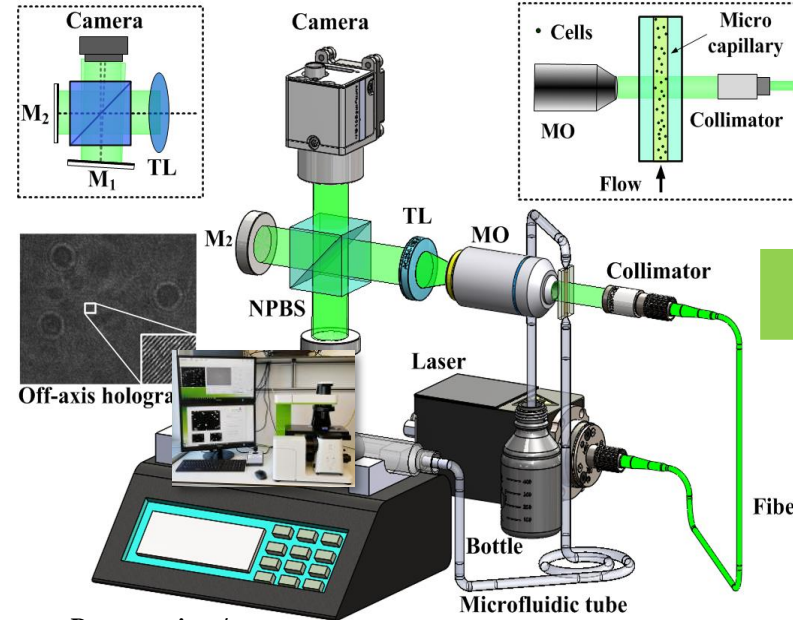 Camera
M₂
TL
M₁
Cells
Micro
capillary
MO
Collimator
Flow
Camera
M₂
TL
MO
Collimator
NPBS
Off-axis hologra
Laser
Bottle
Fibe
Microfluidic tube